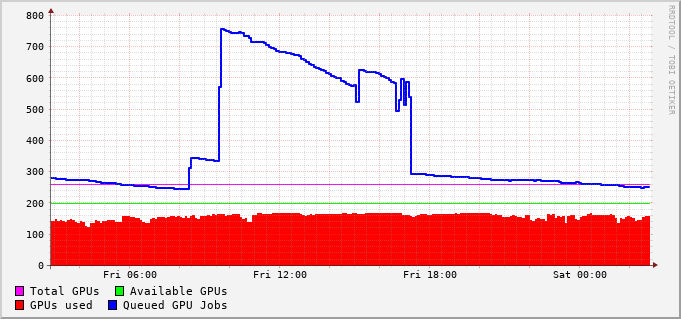 800
700
600
500
400
300
200
100
0
Fri 06:00 Fri 12:00 Fri 18:00 Sat 00:00
Total GPUs Available GPUs
GPUs used Queued GPU Jobs
RRDTOOL / TOBI OETIKER